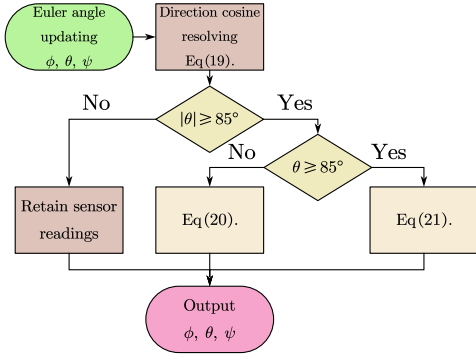 Euler angle
updating
ϕ, θ, ψ
Direction cosine
resolving
Eq(19).
|θ|⩾85°
No
Yes
θ⩾85°
No
Yes
Retain sensor
readings
Eq(20).
Eq(21).
Output
ϕ, θ, ψ